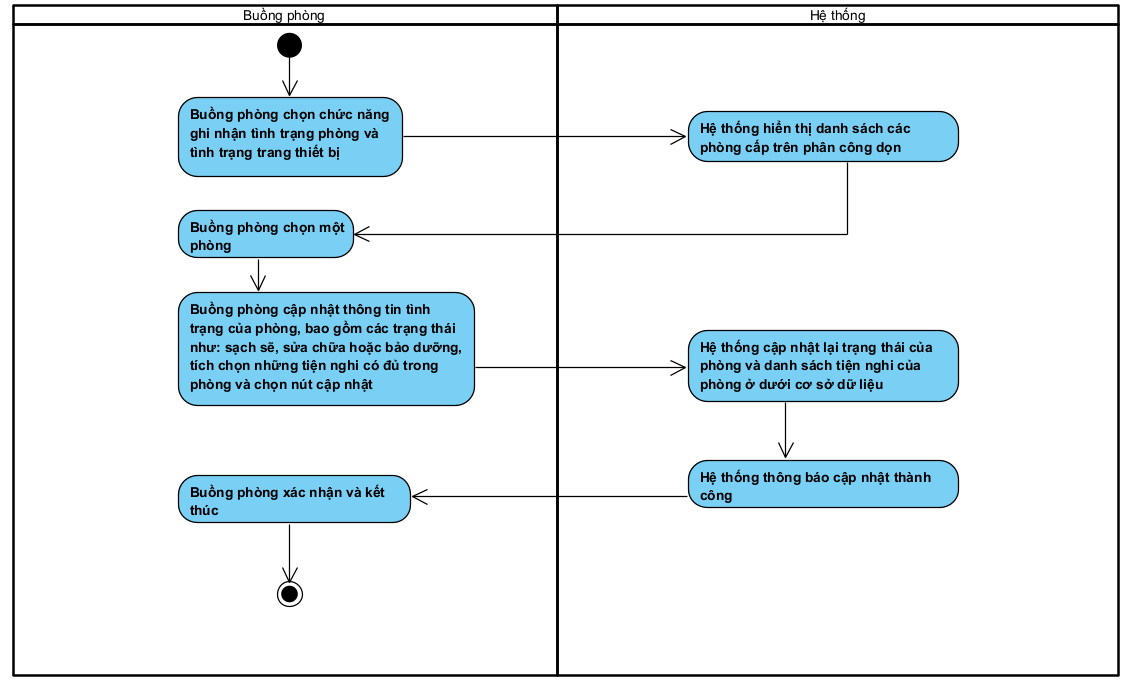 Buồng phòng
Hệ thống
Buồng phòng chọn chức năng
ghi nhận tình trạng phòng và
tình trạng trang thiết bị
Hệ thống hiển thị danh sách các
phòng cấp trên phân công dọn
Buồng phòng chọn một
phòng
Buồng phòng cập nhật thông tin tình
trạng của phòng, bao gồm các trạng thái
như: sạch sẽ, sửa chữa hoặc bảo dưỡng,
tích chọn những tiện nghi có đủ trong
phòng và chọn nút cập nhật
Hệ thống cập nhật lại trạng thái của
phòng và danh sách tiện nghi của
phòng ở dưới cơ sở dữ liệu
Hệ thống thông báo cập nhật thành
công
Buồng phòng xác nhận và kết
thúc